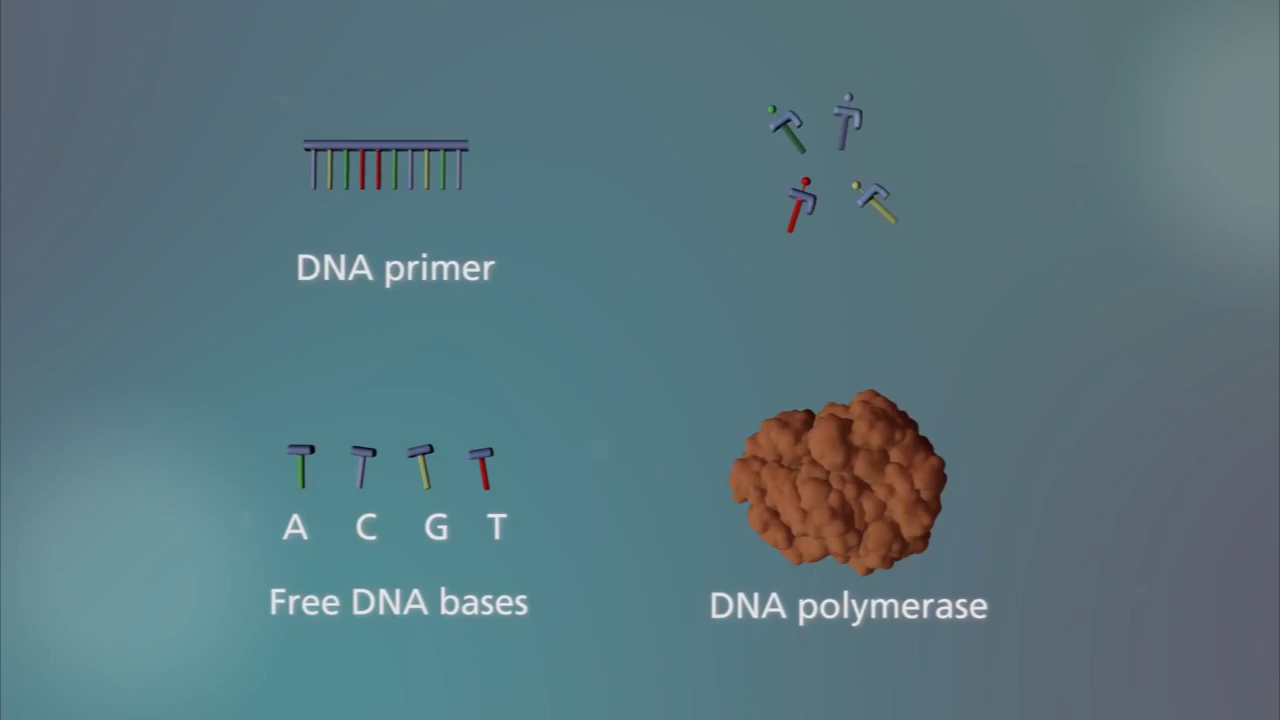 DNA primer
A C G T
Free DNA bases
DNA polymerase